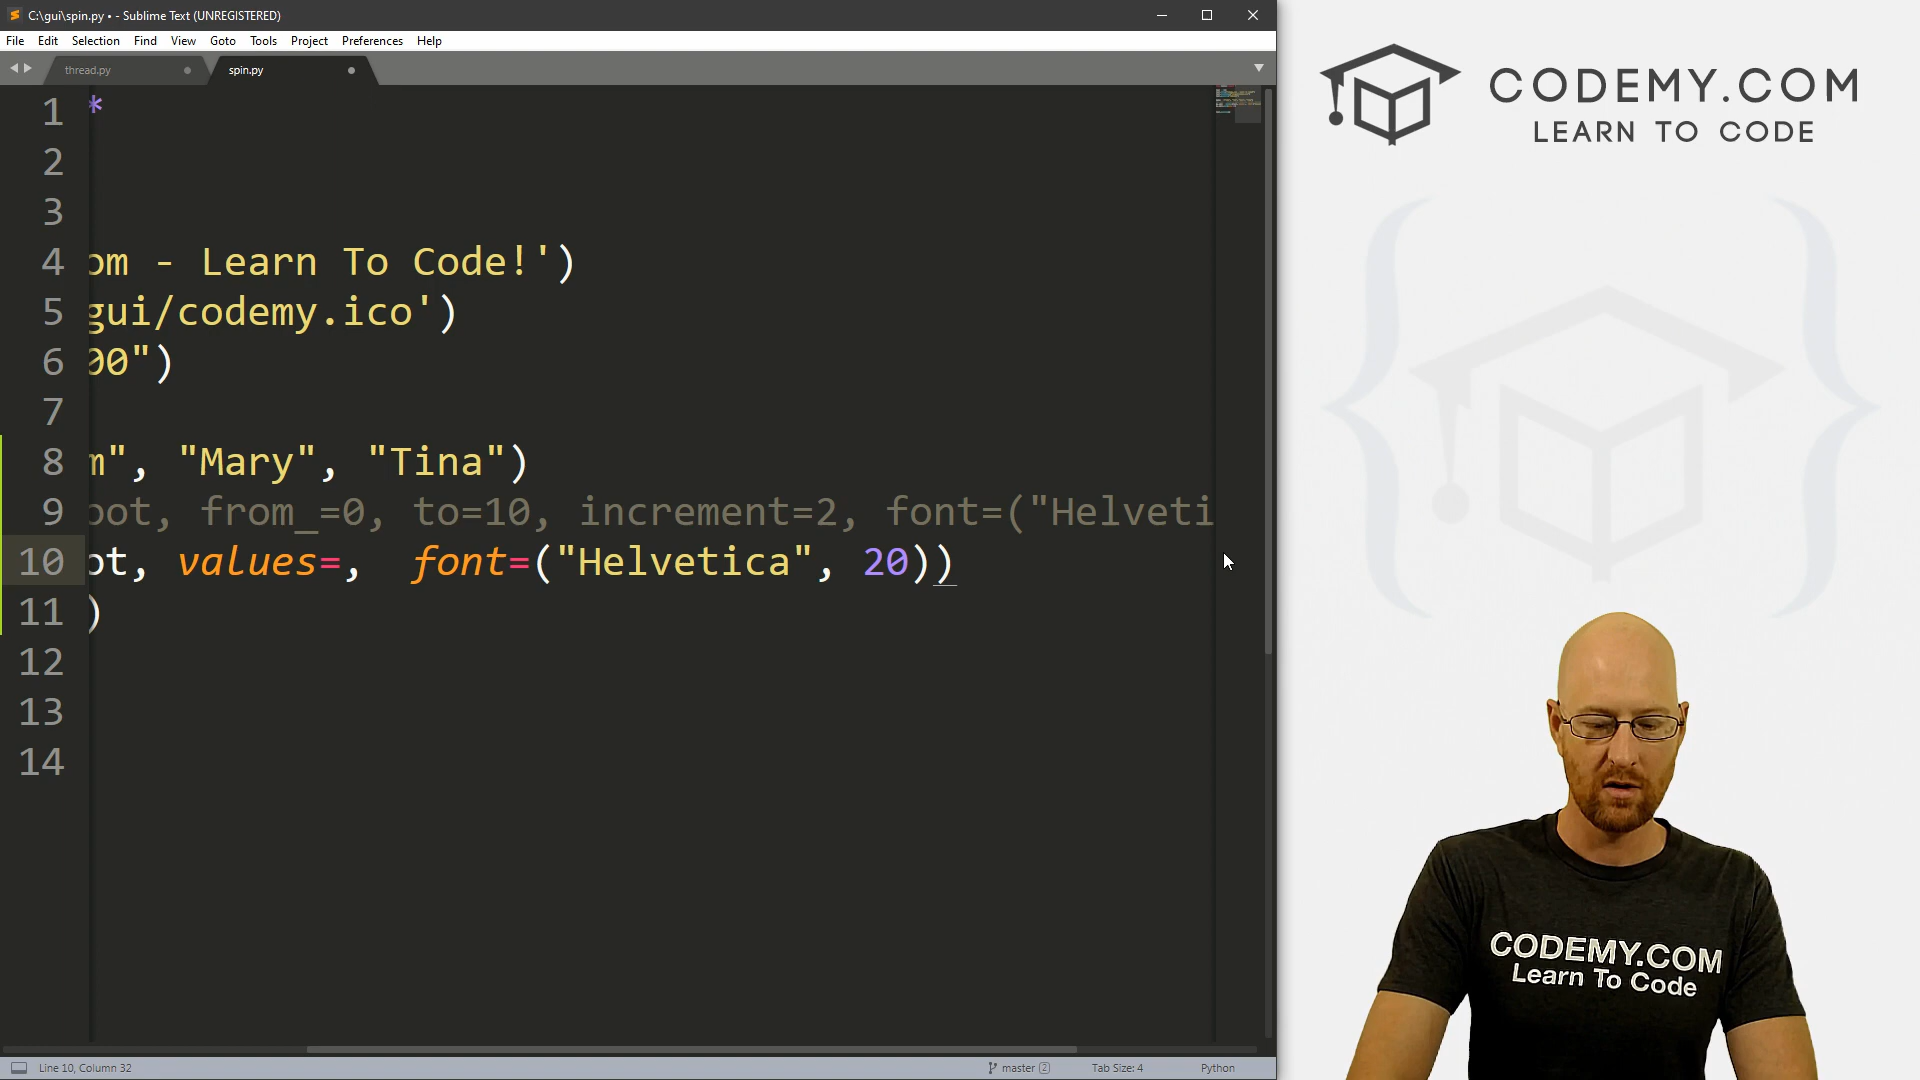 C:\gui\spin.py • - Sublime Text (UNREGISTERED)
File Edit Selection Find View Goto Tools Project Preferences Help
thread.py spin.py
1 *
2
3
4 om - Learn To Code!')
5 gui/codemy.ico')
6 00")
7
8 m", "Mary", "Tina")
9 oot, from_=0, to=10, increment=2, font=("Helveti
10 ot, values=,  font=("Helvetica", 20))
11 )
12
13
14
Line 10, Column 32 master 2 Tab Size: 4 Python
CODEMY.COM
LEARN TO CODE
CODEMY.COM
Learn To Code